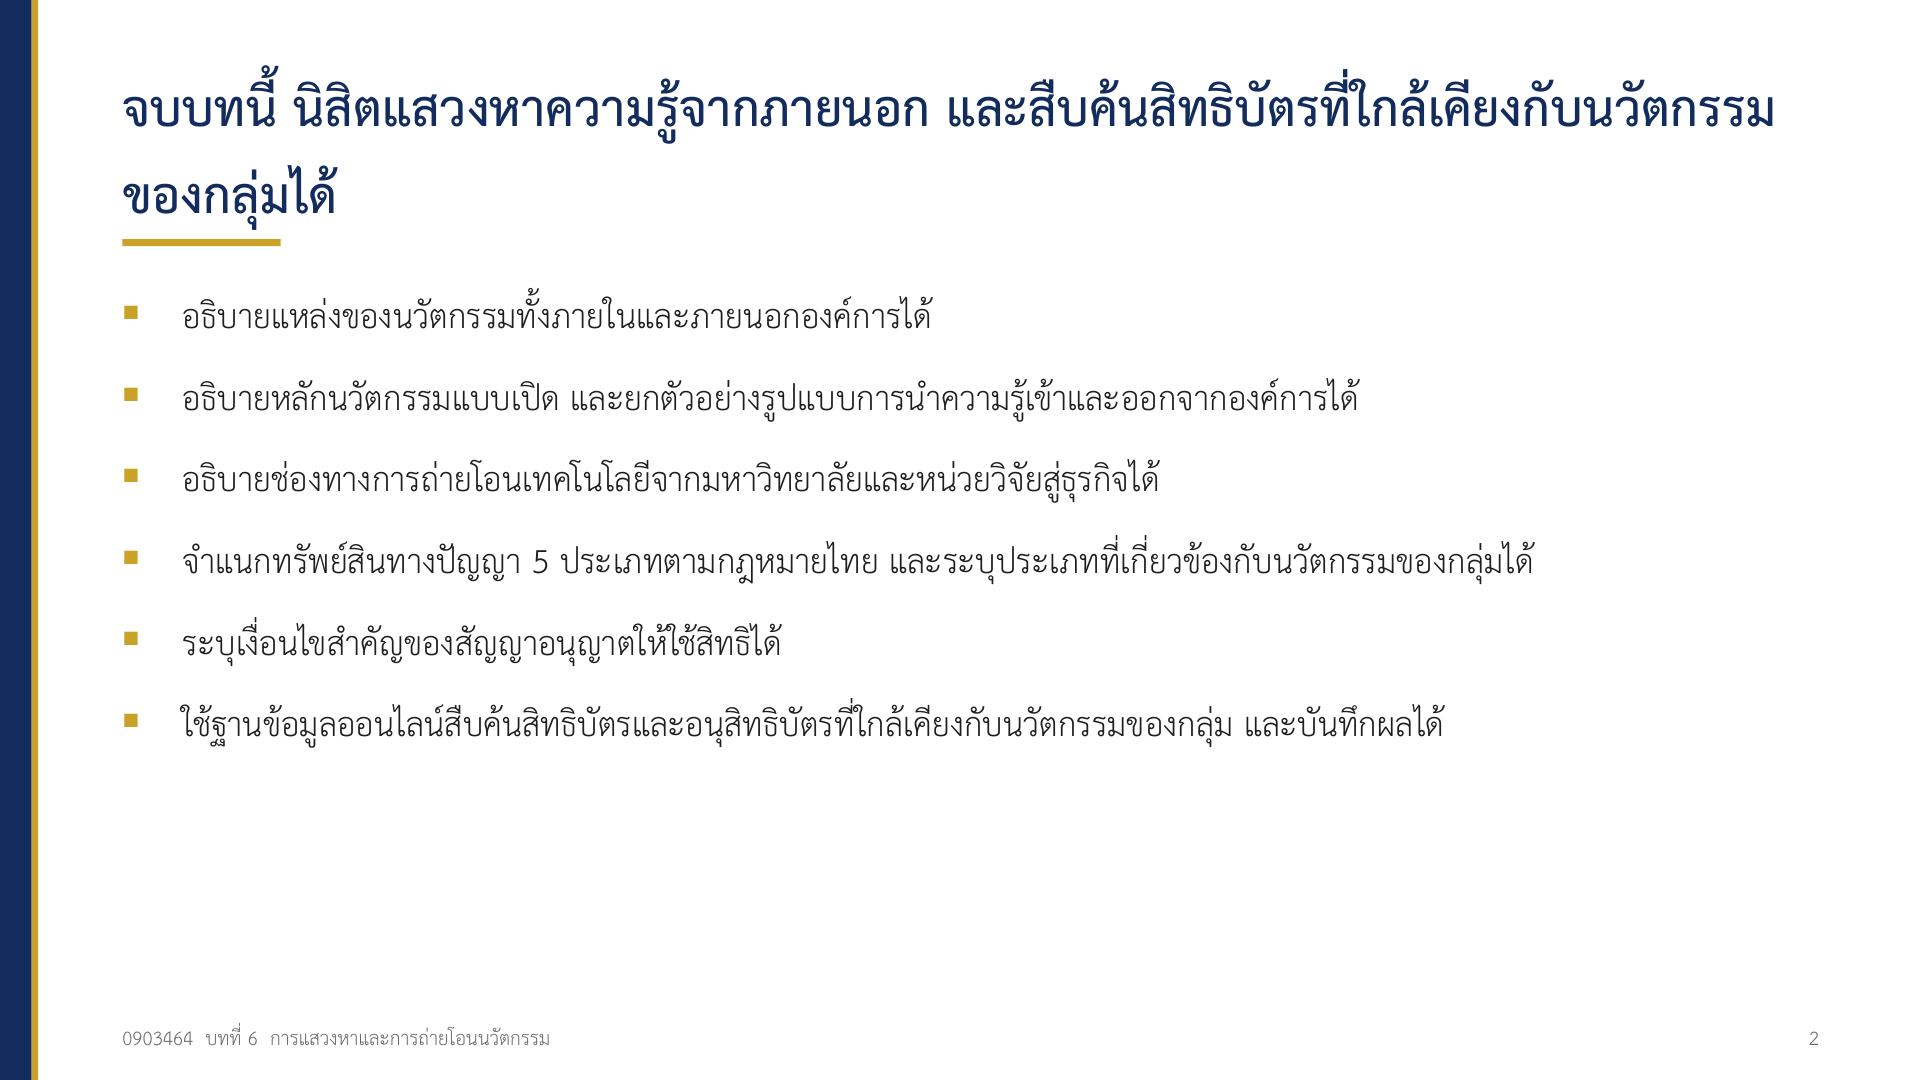 จบบทนี้ นิสิตแสวงหาความรู้จากภายนอก และสืบค้นสิทธิบัตรที่ใกล้เคียงกับนวัตกรรม
ของกลุ่มได้
อธิบายแหล่งของนวัตกรรมทั้งภายในและภายนอกองค์การได้
อธิบายหลักนวัตกรรมแบบเปิด และยกตัวอย่างรูปแบบการนำความรู้เข้าและออกจากองค์การได้
อธิบายช่องทางการถ่ายโอนเทคโนโลยีจากมหาวิทยาลัยและหน่วยวิจัยสู่ธุรกิจได้
จำแนกทรัพย์สินทางปัญญา 5 ประเภทตามกฎหมายไทย และระบุประเภทที่เกี่ยวข้องกับนวัตกรรมของกลุ่มได้
ระบุเงื่อนไขสำคัญของสัญญาอนุญาตให้ใช้สิทธิได้
ใช้ฐานข้อมูลออนไลน์สืบค้นสิทธิบัตรและอนุสิทธิบัตรที่ใกล้เคียงกับนวัตกรรมของกลุ่ม และบันทึกผลได้
0903464 บทที่ 6 การแสวงหาและการถ่ายโอนนวัตกรรม
2